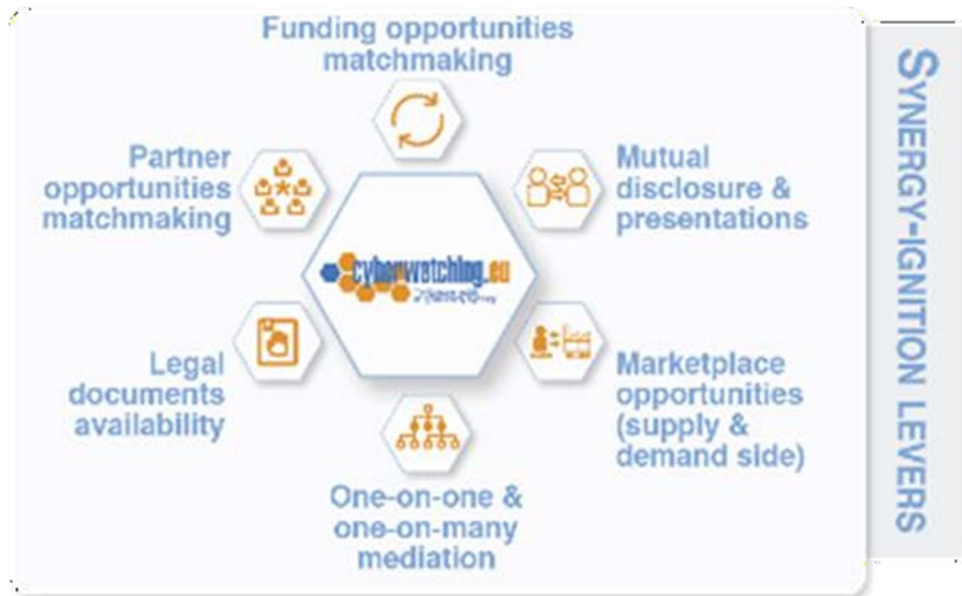 Funding opportunities
matchmaking
Partner
opportunities
matchmaking
Mutual
disclosure &
presentations
cyberwatching.eu
Legal
documents
availability
Marketplace
opportunities
(supply &
demand side)
One-on-one &
one-on-many
mediation
SYNERGY-IGNITION LEVERS